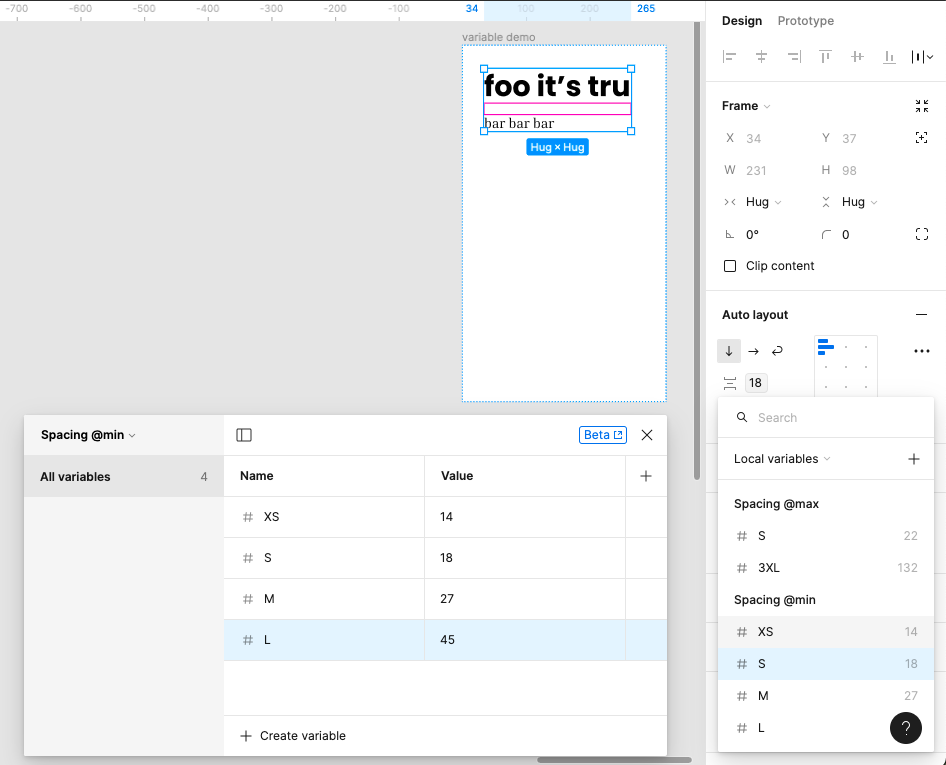 -700 -600 -500 -400 -300 -200 -100 34 100 200 265
variable demo
foo it’s tru
bar bar bar
Hug × Hug
Design Prototype
Frame
X 34 Y 37
W 231 H 98
Hug Hug
0° 0
Clip content
Auto layout
18
Spacing @min
All variables 4
Beta
Name Value
XS 14
S 18
M 27
L 45
Create variable
Search
Local variables
Spacing @max
S 22
3XL 132
Spacing @min
XS 14
S 18
M 27
L
?